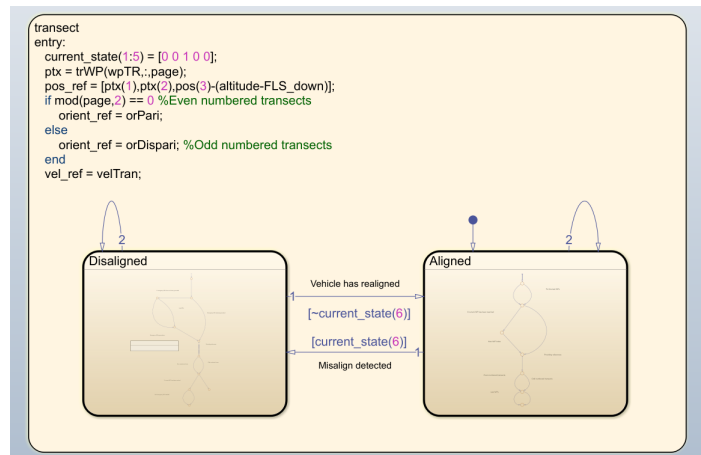 transect
entry:
current_state(1:5) = [0 0 1 0 0];
ptx = trWP(wpTR,:,page);
pos_ref = [ptx(1),ptx(2),pos(3)-(altitude-FLS_down)];
if mod(page,2) == 0 %Even numbered transects
orient_ref = orPari;
else
orient_ref = orDispari; %Odd numbered transects
end
vel_ref = velTran;
2
2
Disaligned
Aligned
Vehicle has realigned
1
[~current_state(6)]
[current_state(6)]
1
Misalign detected